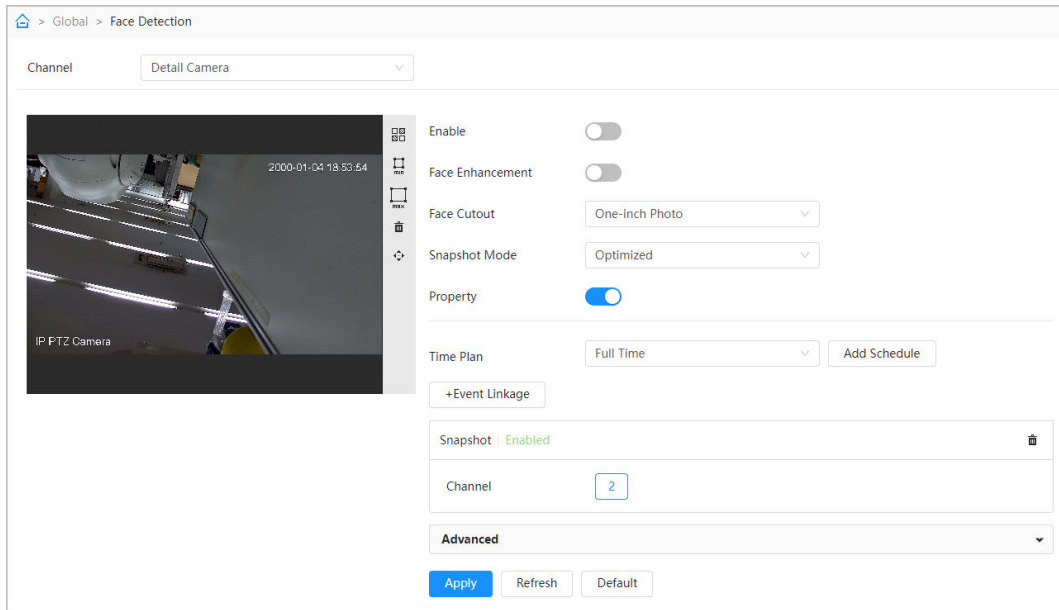 > Global > Face Detection
Channel Detail Camera
2000-01-04 18:53:54
IP PTZ Camera
min
max
Enable
Face Enhancement
Face Cutout One-inch Photo
Snapshot Mode Optimized
Property
Time Plan Full Time Add Schedule
+Event Linkage
Snapshot Enabled
Channel 2
Advanced
Apply Refresh Default